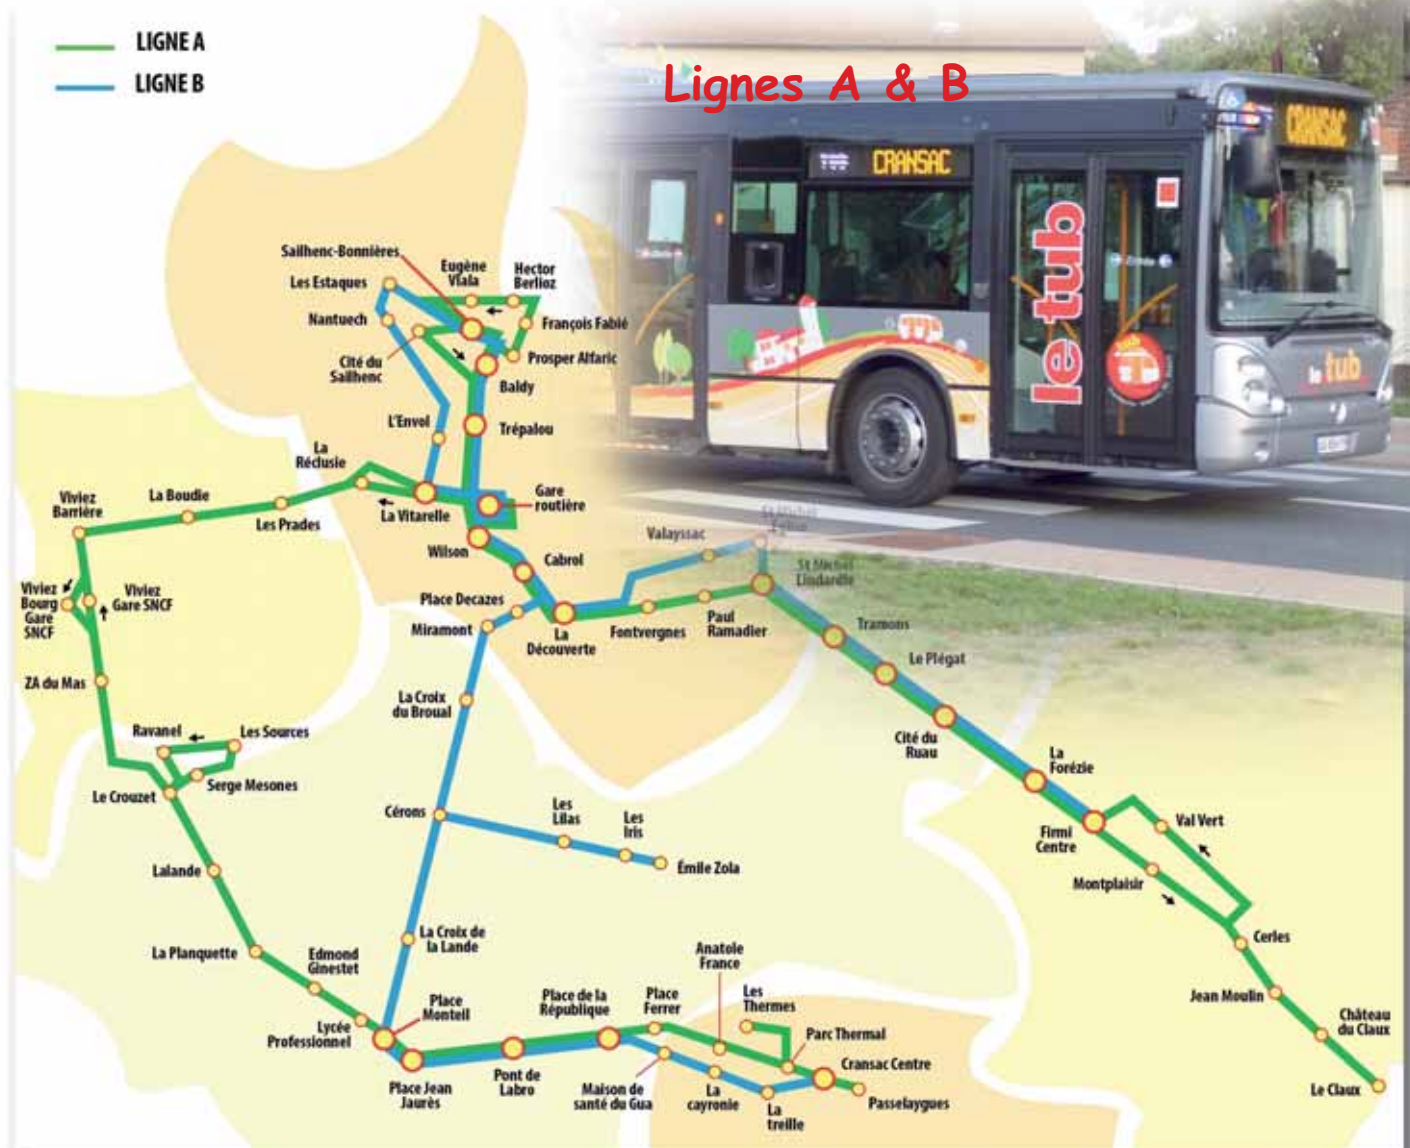 LIGNE A
LIGNE B
Lignes A & B
CRANSAC
CRANSAC
le tub
le tub
tub
Sailhenc-Bonnières
Les Estaques
Eugène
Viala
Hector
Berlioz
Nantuech
François Fabié
Cité du
Sailhenc
Prosper Alfaric
Baldy
L'Envol
Trépalou
La
Réclusie
Viviez
Barrière
La Boudie
Les Prades
La Vitarelle
Gare
routière
Wilson
Cabrol
Valayssac
St Michel
Église
St Michel
Lindardie
Viviez
Bourg
Gare
SNCF
Viviez
Gare SNCF
Place Decazes
Miramont
La
Découverte
Fontvergnes
Paul
Ramadier
Tramons
Le Plégat
ZA du Mas
La Croix
du Broual
Ravanel
Les Sources
Cité du
Ruau
La
Forézie
Serge Mesones
Le Crouzet
Cérons
Les
Lilas
Les
Iris
Émile Zola
Firmi
Centre
Val Vert
Lalande
Montplaisir
La Croix de
la Lande
Cerles
La Planquette
Edmond
Ginestet
Anatole
France
Jean Moulin
Place
Monteil
Place de la
République
Place
Ferrer
Les
Thermes
Château
du Claux
Lycée
Professionnel
Parc Thermal
Cransac Centre
Place Jean
Jaurès
Pont de
Labro
Maison de
santé du Gua
La
cayronie
La
treille
Passelaygues
Le Claux